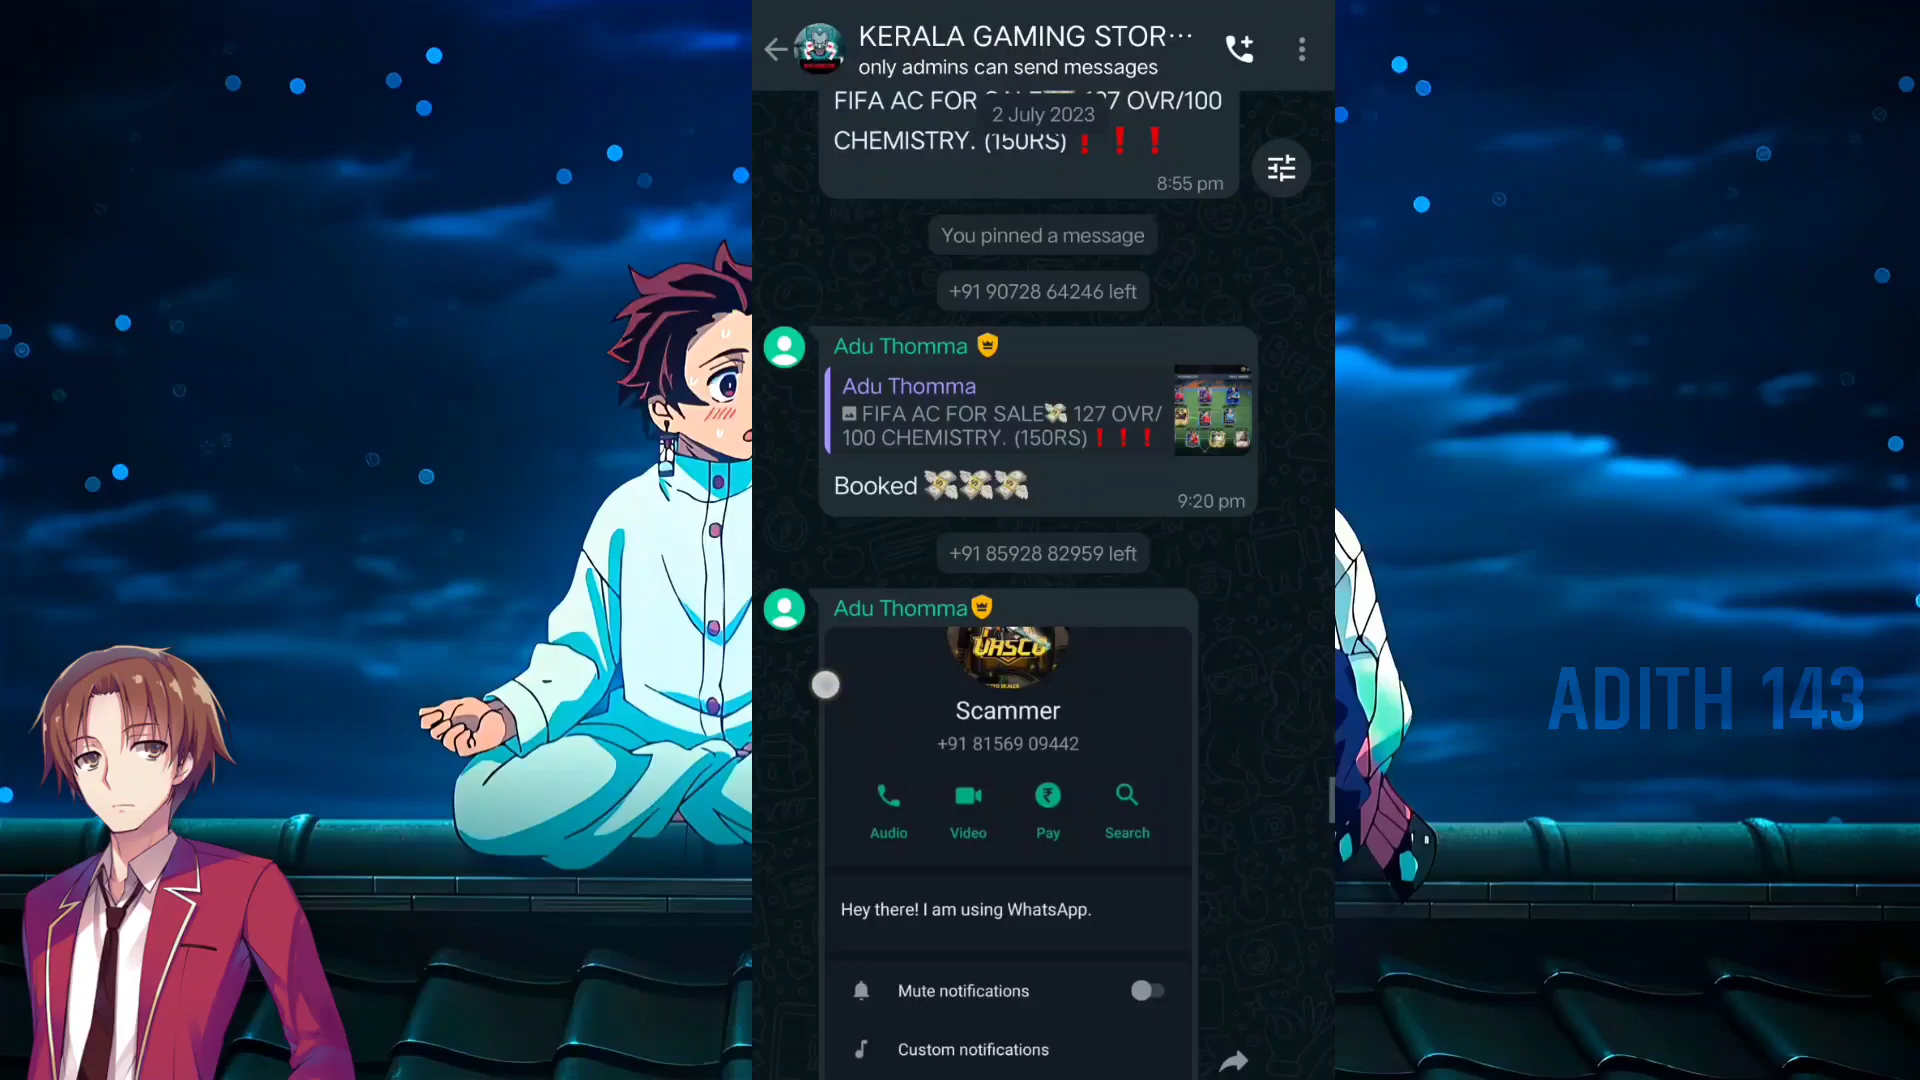 KERALA GAMING STOR...
only admins can send messages
FIFA AC FOR 127 OVR/100
2 July 2023
CHEMISTRY. (150RS) ❗❗❗
8:55 pm
You pinned a message
+91 90728 64246 left
Adu Thomma
Adu Thomma
FIFA AC FOR SALE💸 127 OVR/
100 CHEMISTRY. (150RS)❗❗❗
Booked 💸💸💸
9:20 pm
+91 85928 82959 left
Adu Thomma
Scammer
+91 81569 09442
Audio
Video
Pay
Search
Hey there! I am using WhatsApp.
Mute notifications
Custom notifications
ADITH 143